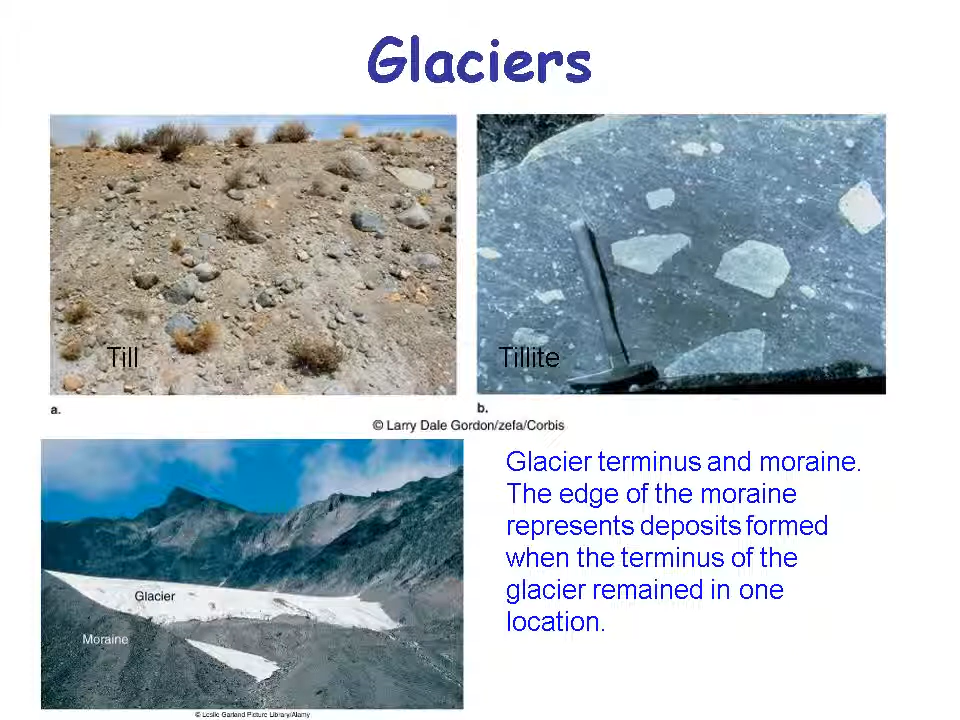 Glaciers
Till
Tillite
a.
b.
© Larry Dale Gordon/zefa/Corbis
Glacier
Moraine
© Leslie Garland Picture Library/Alamy
Glacier terminus and moraine.
The edge of the moraine
represents deposits formed
when the terminus of the
glacier remained in one
location.